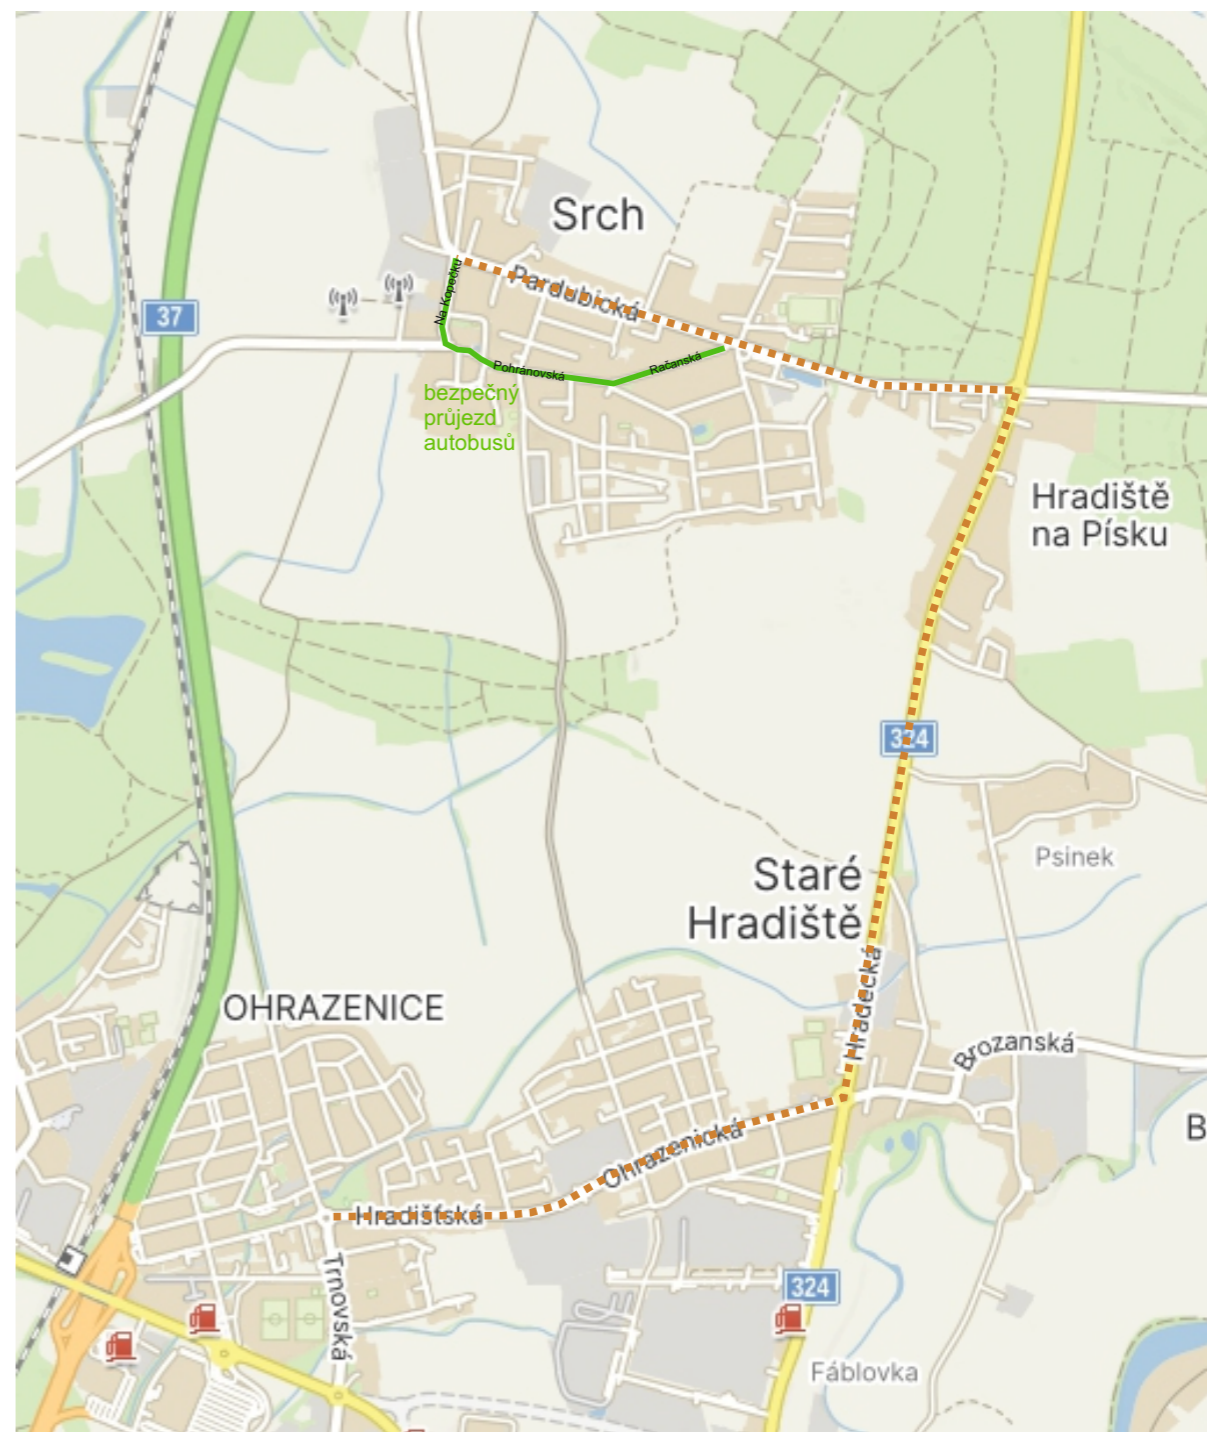 Srch
Pardubická
Na Kopečku
37
Pohránovská
Račanská
bezpečný
průjezd
autobusů
Hradiště
na Písku
324
Psinek
Staré
Hradiště
Hradecká
OHRAZENICE
Brozanská
B
Ohrazenická
Hradišťská
Trnovská
324
Fáblovka